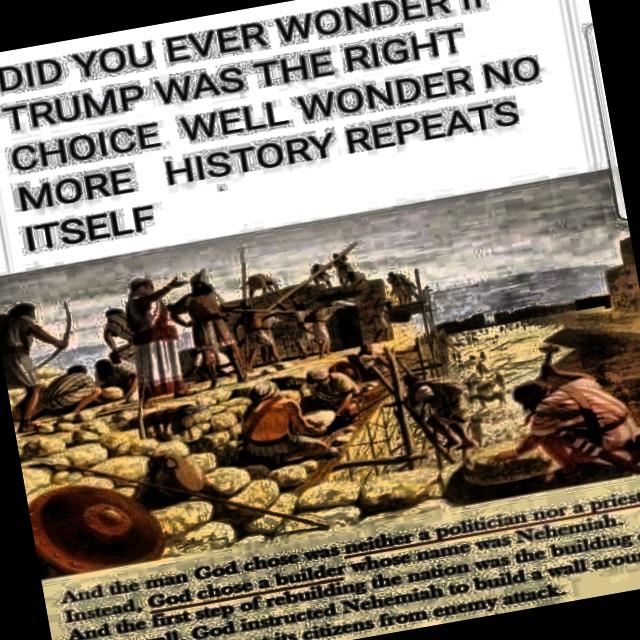 DID YOU EVER WONDER IF
TRUMP WAS THE RIGHT
CHOICE WELL WONDER NO
MORE HISTORY REPEATS
ITSELF
And the man God chose was neither a politician nor a priest
Instead, God chose a builder whose name was Nehemiah.
And the first step of rebuilding the nation was the building
God instructed Nehemiah to build a wall around
its citizens from enemy attack.